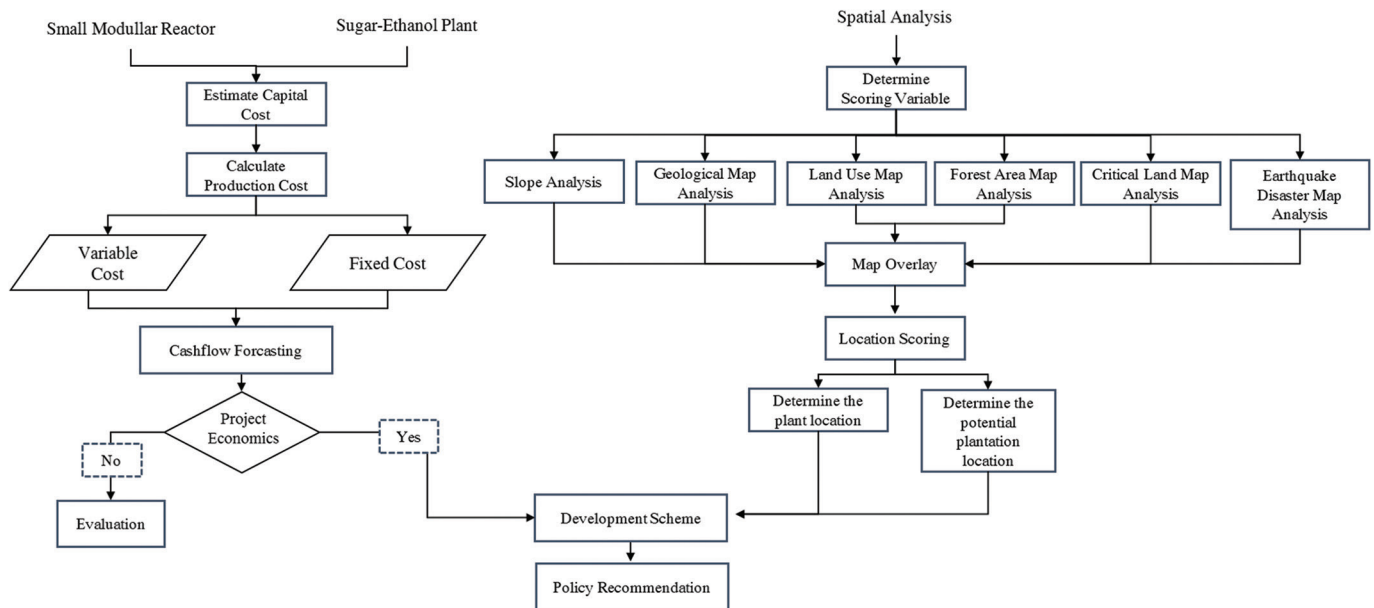 Small Modullar Reactor
Sugar-Ethanol Plant
Estimate Capital
Cost
Calculate
Production Cost
Variable
Cost
Fixed Cost
Cashflow Forcasting
Project
Economics
No
Yes
Evaluation
Spatial Analysis
Determine
Scoring Variable
Slope Analysis
Geological Map
Analysis
Land Use Map
Analysis
Forest Area Map
Analysis
Critical Land Map
Analysis
Earthquake
Disaster Map
Analysis
Map Overlay
Location Scoring
Determine the
plant location
Determine the
potential
plantation
location
Development Scheme
Policy Recommendation